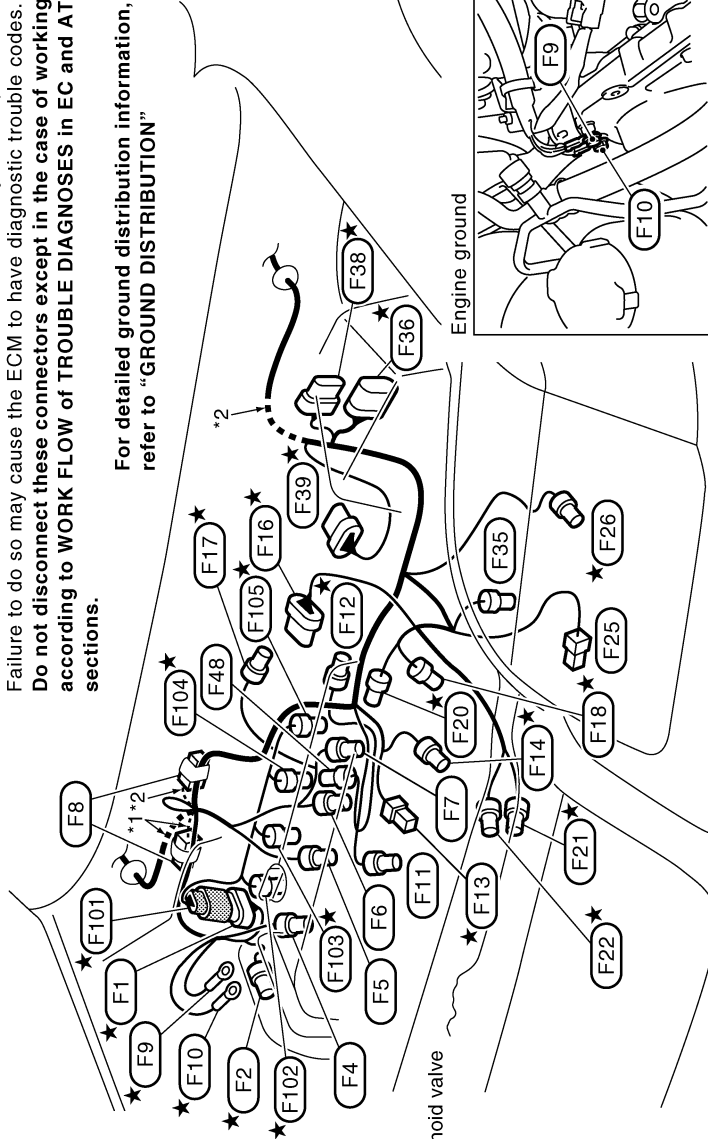 Failure to do so may cause the ECM to have diagnostic trouble codes.
Do not disconnect these connectors except in the case of working
according to WORK FLOW of TROUBLE DIAGNOSES in EC and AT
sections.
For detailed ground distribution information,
refer to “GROUND DISTRIBUTION”
F8
*1
*2
*2
F101
F1
F9
F10
F2
F102
F4
F5
F103
F6
F11
F13
F7
F104
F48
F17
F105
F16
F12
F39
F38
F36
F20
F14
F18
F35
F25
F26
F21
F22
noid valve
Engine ground
F9
F10